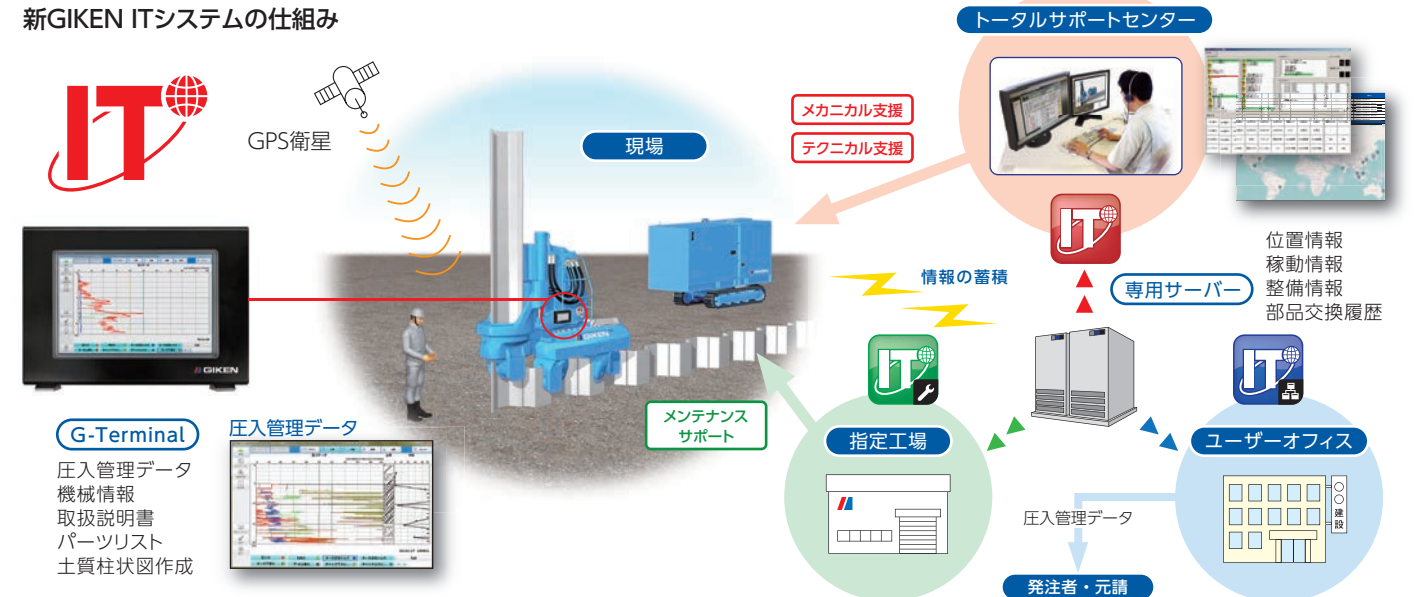 新GIKEN ITシステムの仕組み
IT
GPS衛星
現場
GIKEN
GIKEN
G-Terminal
圧入管理データ
機械情報
取扱説明書
パーツリスト
土質柱状図作成
圧入管理データ
トータルサポートセンター
メカニカル支援
テクニカル支援
IT
位置情報
稼動情報
整備情報
部品交換履歴
情報の蓄積
専用サーバー
IT
IT
メンテナンス
サポート
指定工場
ユーザーオフィス
○○建設
圧入管理データ
発注者・元請